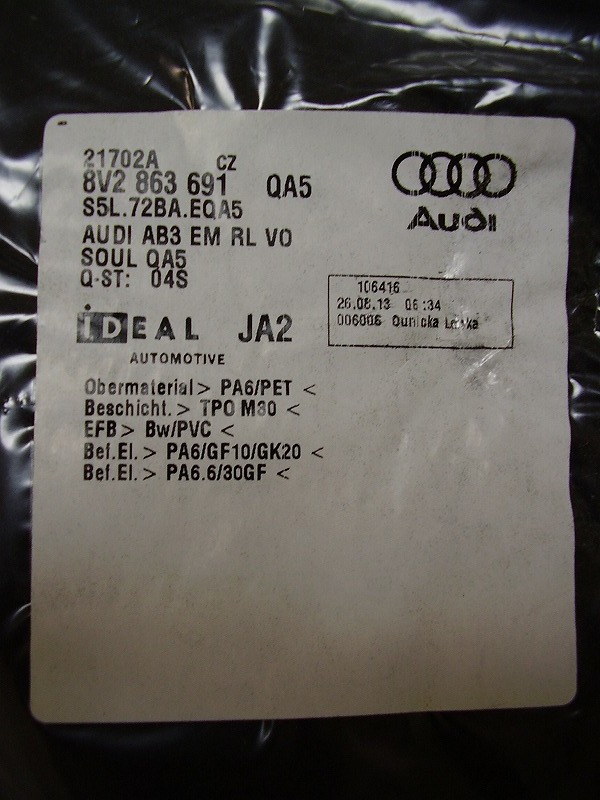 21702A CZ
8V2 863 691 QA5
S5L.72BA.EQA5
AUDI AB3 EM RL VO
SOUL QA5
Q-ST: 04S
Audi
106416
26.08.13 06:34
006006 Qunicka
iDEAL JA2
AUTOMOTIVE
Obermaterial> PA6/PET <
Beschicht.> TPO M30 <
EFB> Bw/PVC <
Bef.El.> PA6/GF10/GK20 <
Bef.El.> PA6.6/30GF <